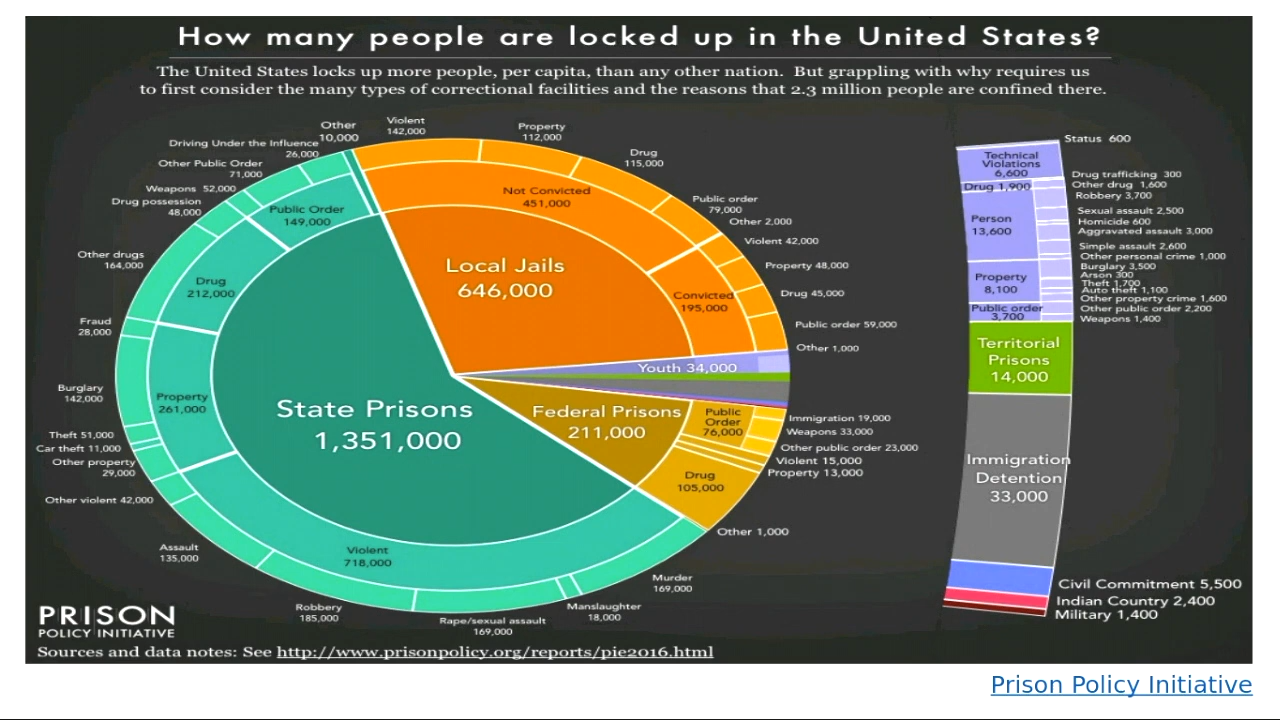 How many people are locked up in the United States?
The United States locks up more people, per capita, than any other nation. But grappling with why requires us
to first consider the many types of correctional facilities and the reasons that 2.3 million people are confined there.
Other
10,000
Driving Under the Influence
26,000
Other Public Order
71,000
Weapons 52,000
Drug possession
48,000
Other drugs
164,000
Fraud
28,000
Burglary
142,000
Theft 51,000
Car theft 11,000
Other property
29,000
Other violent 42,000
Assault
135,000
Robbery
185,000
Rape/sexual assault
169,000
Manslaughter
18,000
Murder
169,000
Other 1,000
Public Order
149,000
Drug
212,000
Property
261,000
Violent
718,000
State Prisons
1,351,000
Violent
142,000
Property
112,000
Drug
115,000
Public order
79,000
Other 2,000
Violent 42,000
Property 48,000
Drug 45,000
Public order 59,000
Other 1,000
Not Convicted
451,000
Convicted
195,000
Local Jails
646,000
Youth 34,000
Federal Prisons
211,000
Public
Order
76,000
Drug
105,000
Immigration 19,000
Weapons 33,000
Other public order 23,000
Violent 15,000
Property 13,000
Status 600
Technical
Violations
6,600
Drug 1,900
Drug trafficking 300
Other drug 1,600
Person
13,600
Robbery 3,700
Sexual assault 2,500
Homicide 600
Aggravated assault 3,000
Simple assault 2,600
Other personal crime 1,000
Property
8,100
Burglary 3,500
Arson 300
Theft 1,700
Auto theft 1,100
Other property crime 1,600
Public order
3,700
Other public order 2,200
Weapons 1,400
Territorial
Prisons
14,000
Immigration
Detention
33,000
Civil Commitment 5,500
Indian Country 2,400
Military 1,400
PRISON
POLICY INITIATIVE
Sources and data notes: See http://www.prisonpolicy.org/reports/pie2016.html
Prison Policy Initiative